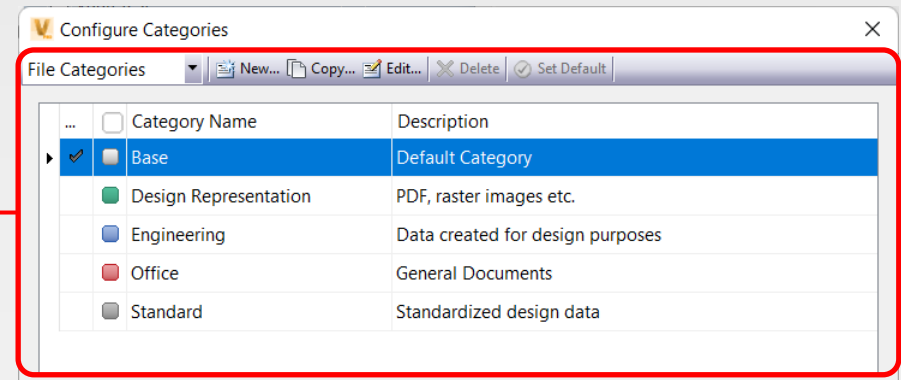 Configure Categories
File Categories New... Copy... Edit... Delete Set Default
... Category Name Description
Base Default Category
Design Representation PDF, raster images etc.
Engineering Data created for design purposes
Office General Documents
Standard Standardized design data